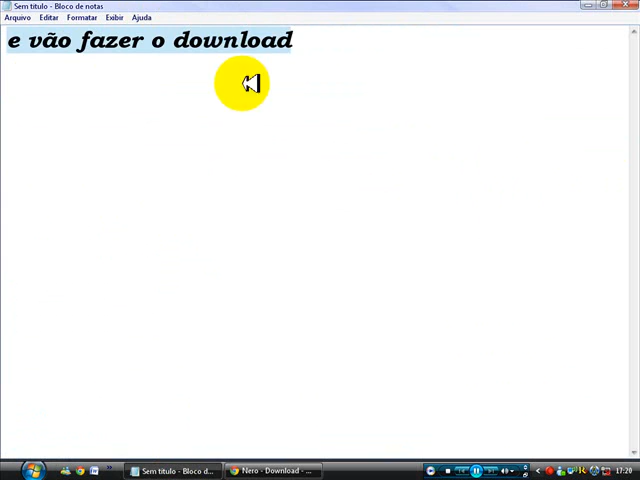 Sem título - Bloco de notas
Arquivo Editar Formatar Exibir Ajuda
e vão fazer o download
Sem título - Bloco d... Nero - Download - ... 17:20